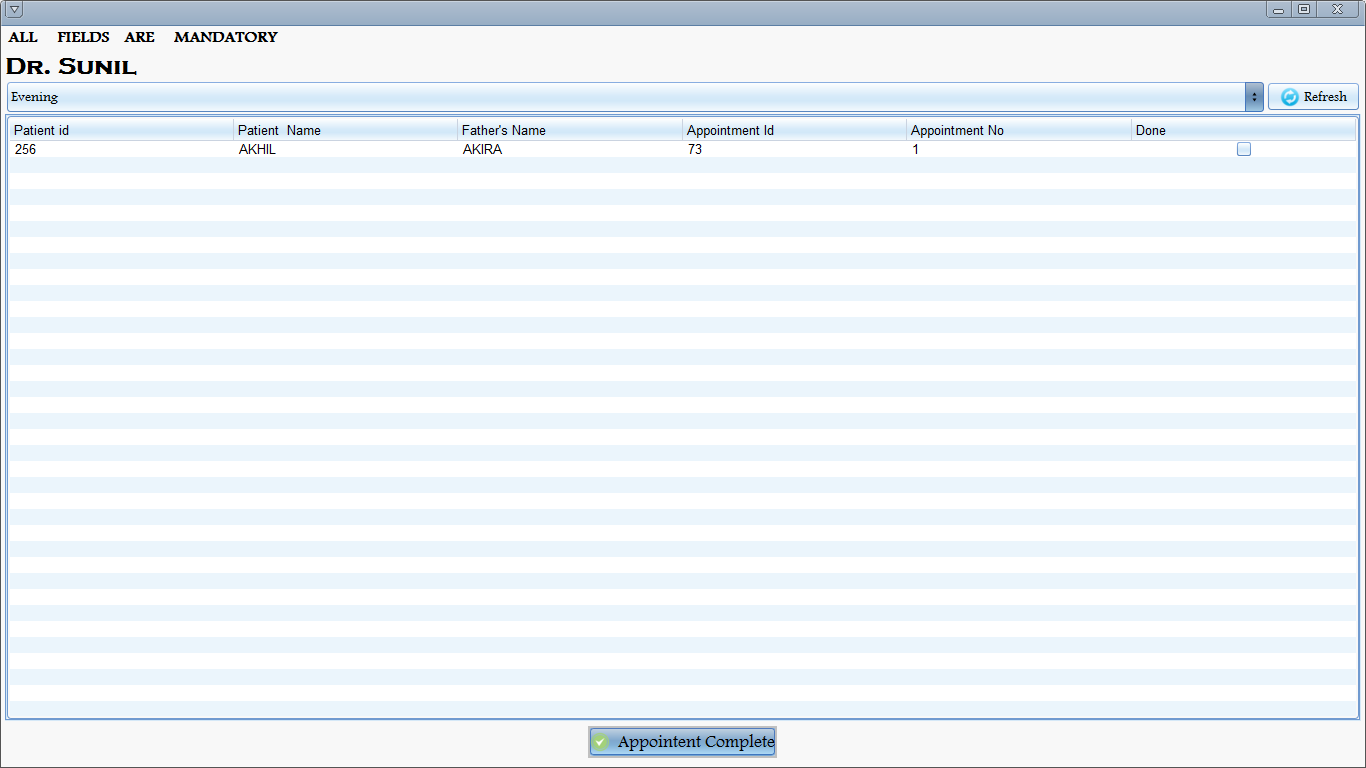 ALL FIELDS ARE MANDATORY
DR. SUNIL
Evening Refresh
Patient id Patient Name Father's Name Appointment Id Appointment No Done
256 AKHIL AKIRA 73 1
Appointent Complete